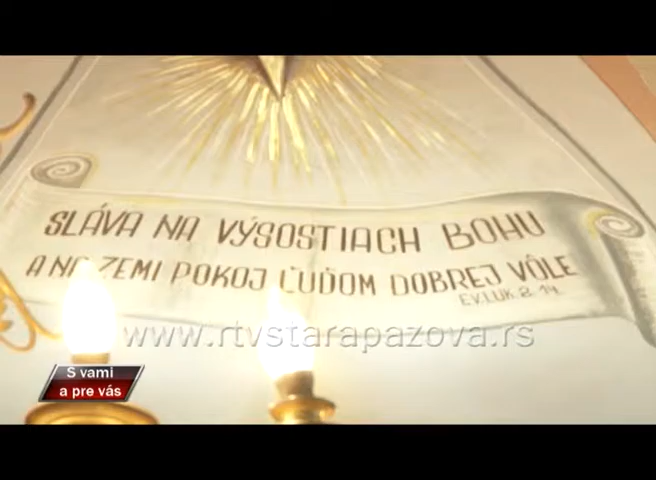 SLÁVA NA VÝSOSTIACH BOHU
A NA ZEMI POKOJ ĽUĎOM DOBREJ VÔLE
EV. LUK 2. 14.
www.rtvstarapazova.rs
S vami
a pre vás